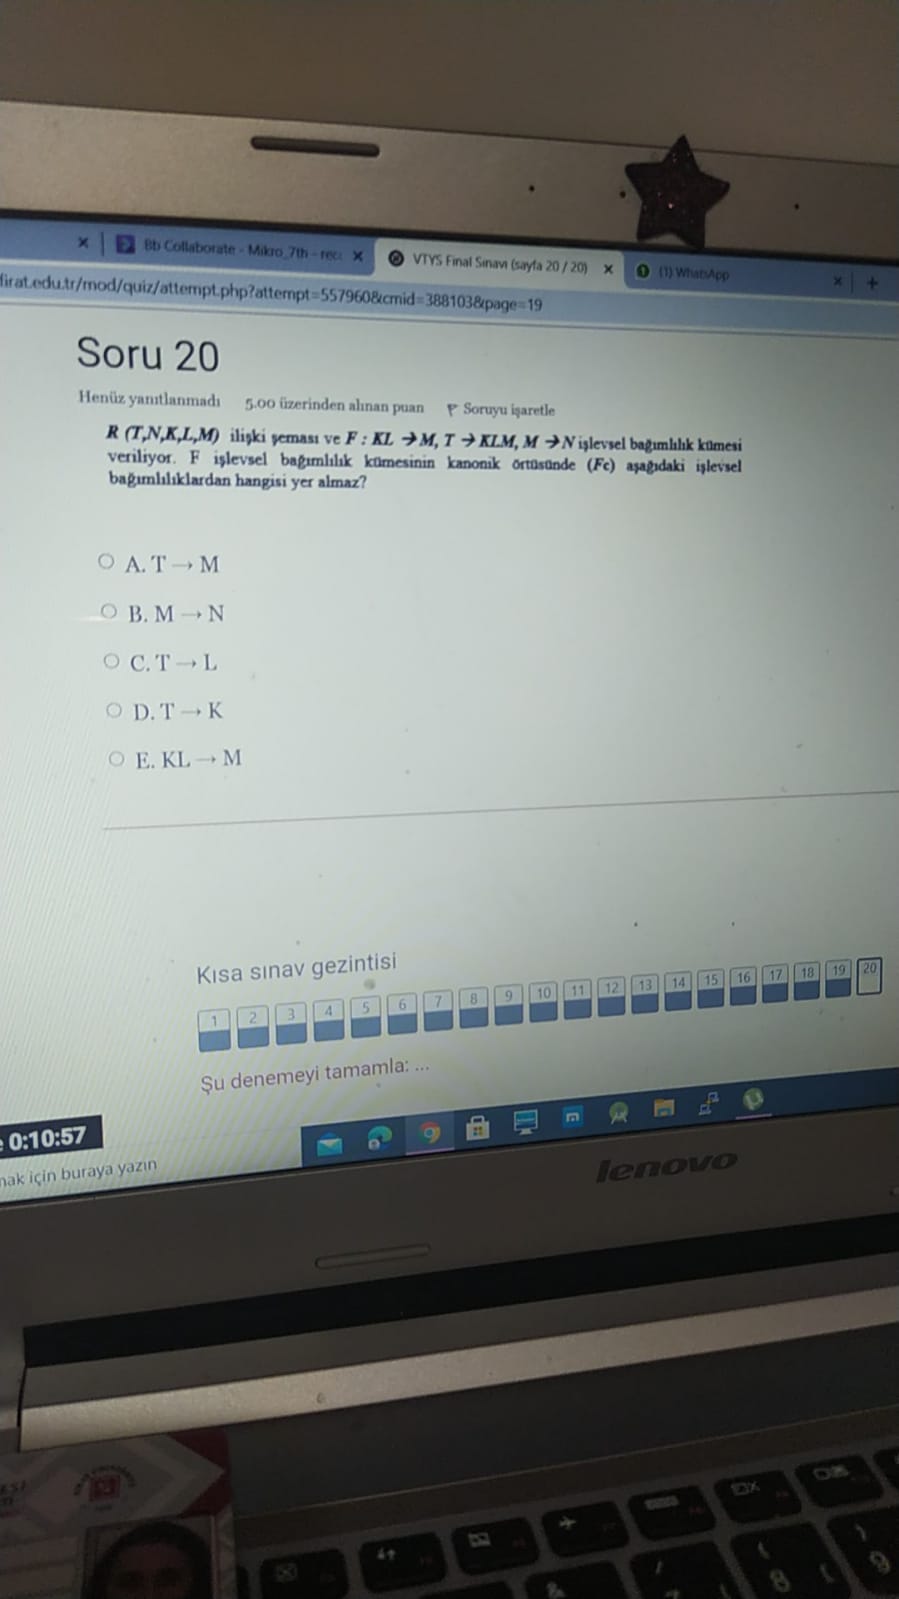 Bb Collaborate - Mikro_7th - reco
VTYS Final Sınavı (sayfa 20 / 20)
(1) WhatsApp
firat.edu.tr/mod/quiz/attempt.php?attempt=557960&cmid=388103&page=19
Soru 20
Henüz yanıtlanmadı 5.00 üzerinden alınan puan Soruyu işaretle
R (T,N,K,L,M) ilişki şeması ve F : KL → M, T → KLM, M → N işlevsel bağımlılık kümesi
veriliyor. F işlevsel bağımlılık kümesinin kanonik örtüsünde (Fc) aşağıdaki işlevsel
bağımlılıklardan hangisi yer almaz?
A. T → M
B. M → N
C. T → L
D. T → K
E. KL → M
Kısa sınav gezintisi
1 2 3 4 5 6 7 8 9 10 11 12 13 14 15 16 17 18 19 20
Şu denemeyi tamamla: ...
0:10:57
mak için buraya yazın
lenovo